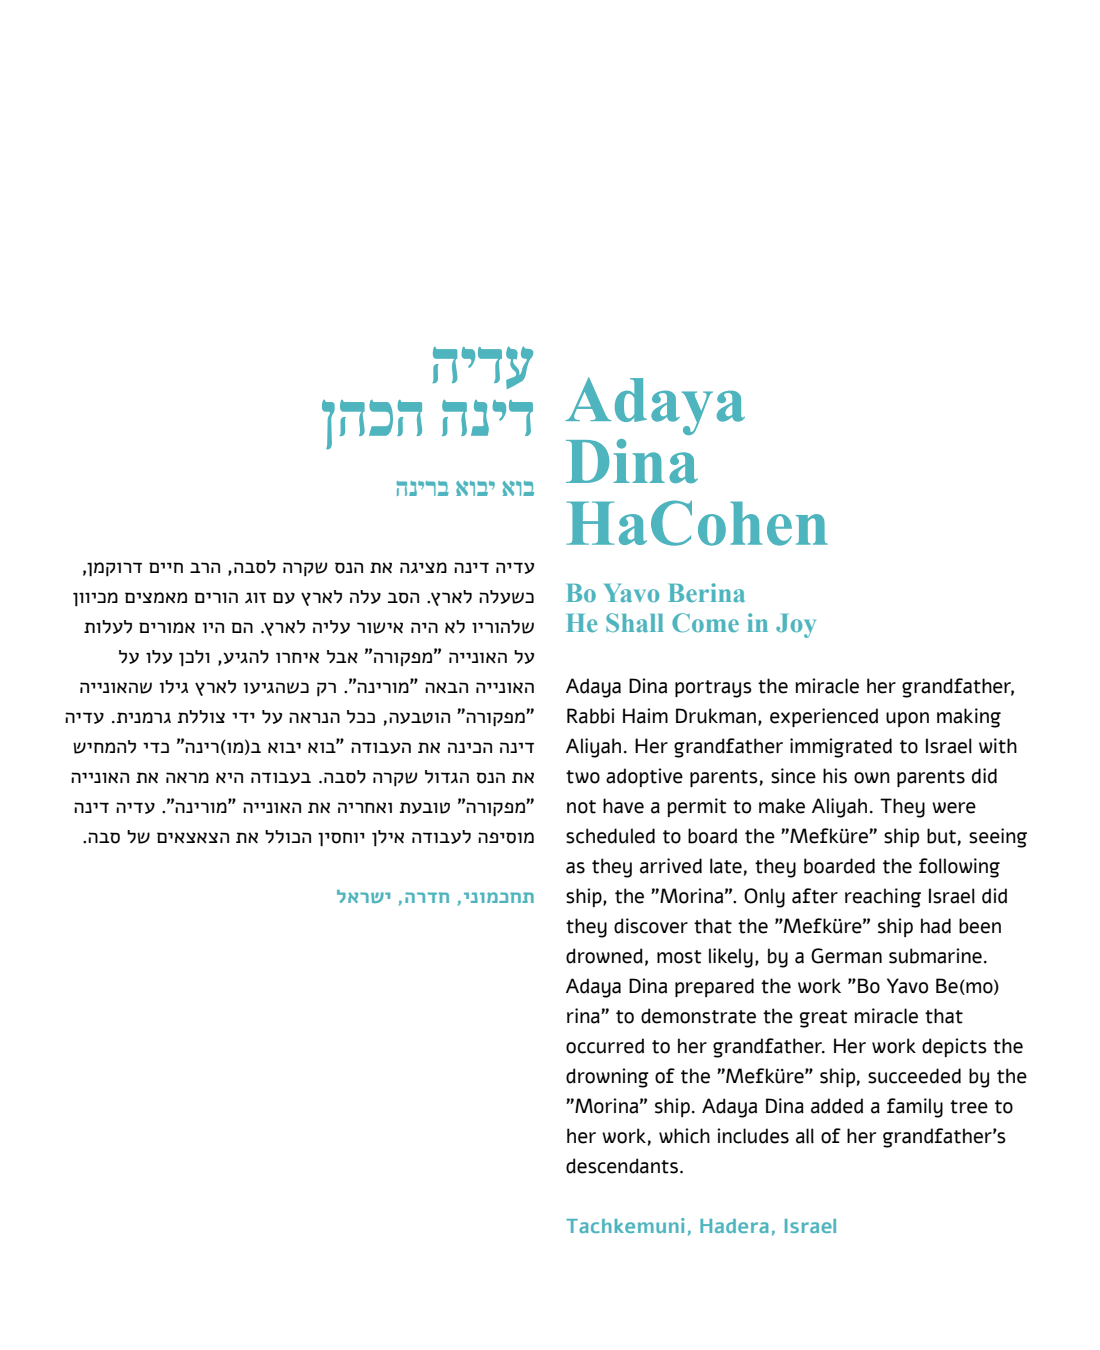 עדיה
דינה הכהן
בוא יבוא ברינה
עדיה דינה מציגה את הנס שקרה לסבה, הרב חיים דרוקמן,
כשעלה לארץ. הסב עלה לארץ עם זוג הורים מאמצים מכיוון
שלהוריו לא היה אישור עליה לארץ. הם היו אמורים לעלות
על האונייה ״מפקורה״ אבל איחרו להגיע, ולכן עלו על
האונייה הבאה ״מורינה״. רק כשהגיעו לארץ גילו שהאונייה
״מפקורה״ הוטבעה, ככל הנראה על ידי צוללת גרמנית. עדיה
דינה הכינה את העבודה ״בוא יבוא ב(מו)רינה״ כדי להמחיש
את הנס הגדול שקרה לסבה. בעבודה היא מראה את האונייה
״מפקורה״ טובעת ואחריה את האונייה ״מורינה״. עדיה דינה
מוסיפה לעבודה אילן יוחסין הכולל את הצאצאים של סבה.
תחכמוני, חדרה, ישראל
Adaya
Dina
HaCohen
Bo Yavo Berina
He Shall Come in Joy
Adaya Dina portrays the miracle her grandfather,
Rabbi Haim Drukman, experienced upon making
Aliyah. Her grandfather immigrated to Israel with
two adoptive parents, since his own parents did
not have a permit to make Aliyah. They were
scheduled to board the ”Mefküre” ship but, seeing
as they arrived late, they boarded the following
ship, the ”Morina”. Only after reaching Israel did
they discover that the ”Mefküre” ship had been
drowned, most likely, by a German submarine.
Adaya Dina prepared the work ”Bo Yavo Be(mo)
rina” to demonstrate the great miracle that
occurred to her grandfather. Her work depicts the
drowning of the ”Mefküre” ship, succeeded by the
”Morina” ship. Adaya Dina added a family tree to
her work, which includes all of her grandfather’s
descendants.
Tachkemuni, Hadera, Israel